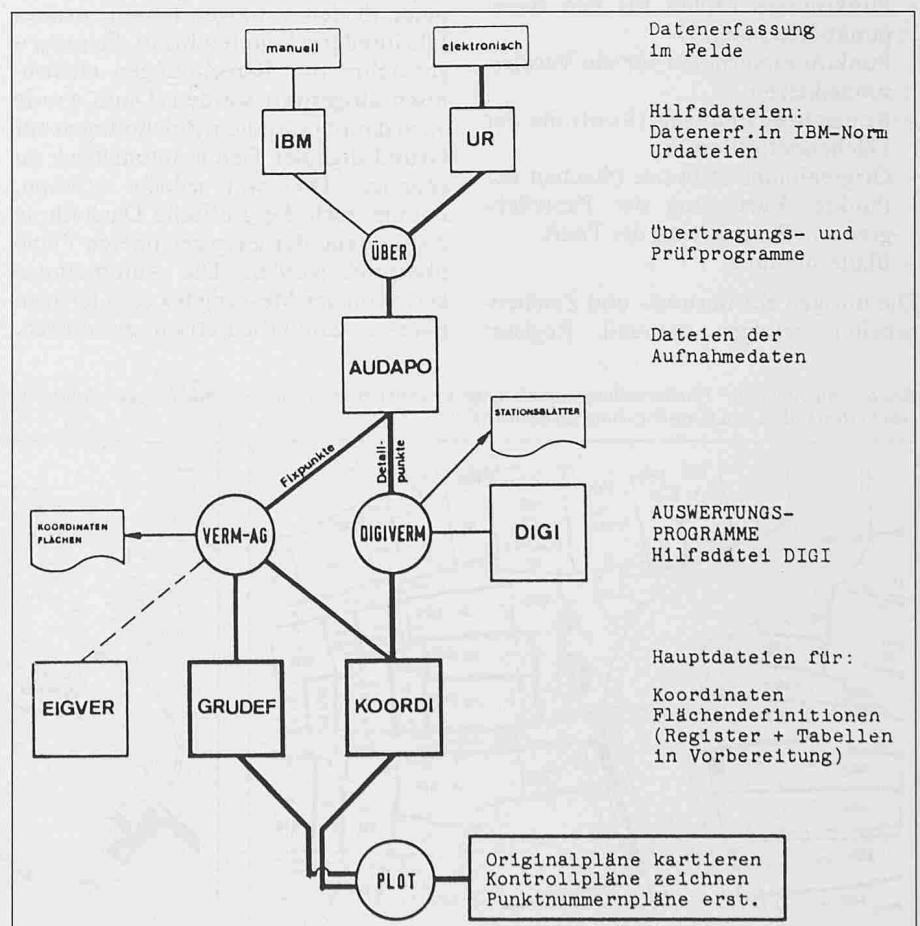 manuell
elektronisch
Datenerfassung
im Felde
IBM
UR
Hilfsdateien:
Datenerf.in IBM-Norm
Urdateien
ÜBER
Übertragungs- und
Prüfprogramme
AUDAPO
Dateien der
Aufnahmedaten
STATIONSBLÄTTER
Fixpunkte
Detail-
punkte
KOORDINATEN
FLÄCHEN
VERM-AG
DIGIVERM
DIGI
AUSWERTUNGS-
PROGRAMME
Hilfsdatei DIGI
EIGVER
GRUDEF
KOORDI
Hauptdateien für:
Koordinaten
Flächendefinitionen
(Register + Tabellen
in Vorbereitung)
PLOT
Originalpläne kartieren
Kontrollpläne zeichnen
Punktnummernpläne erst.